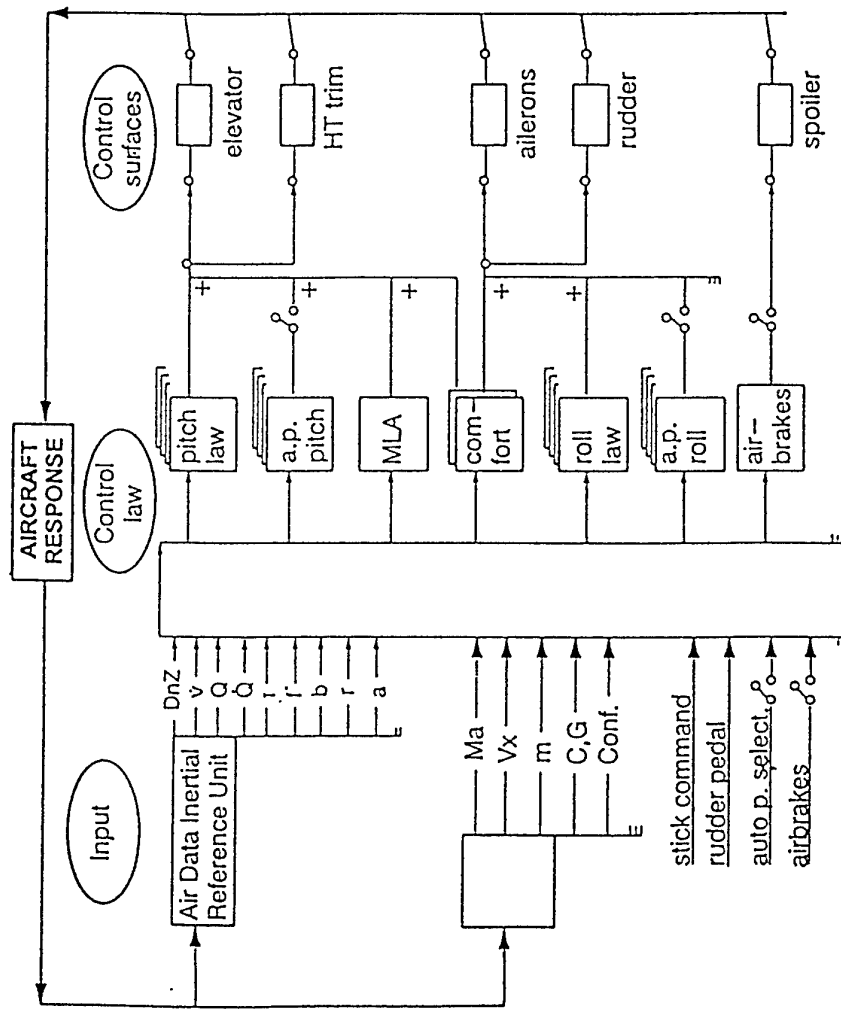 AIRCRAFT
RESPONSE
Input
Control
law
Control
surfaces
Air Data Inertial
Reference Unit
DnZ
v̇
Q
Q̇
b
r
a
Ma
Vx
m
C,G
Conf.
stick command
rudder pedal
auto p. select.
airbrakes
pitch
law
a.p.
pitch
MLA
com-
fort
roll
law
a.p.
roll
air-
brakes
+
+
+
+
+
elevator
HT trim
ailerons
rudder
spoiler